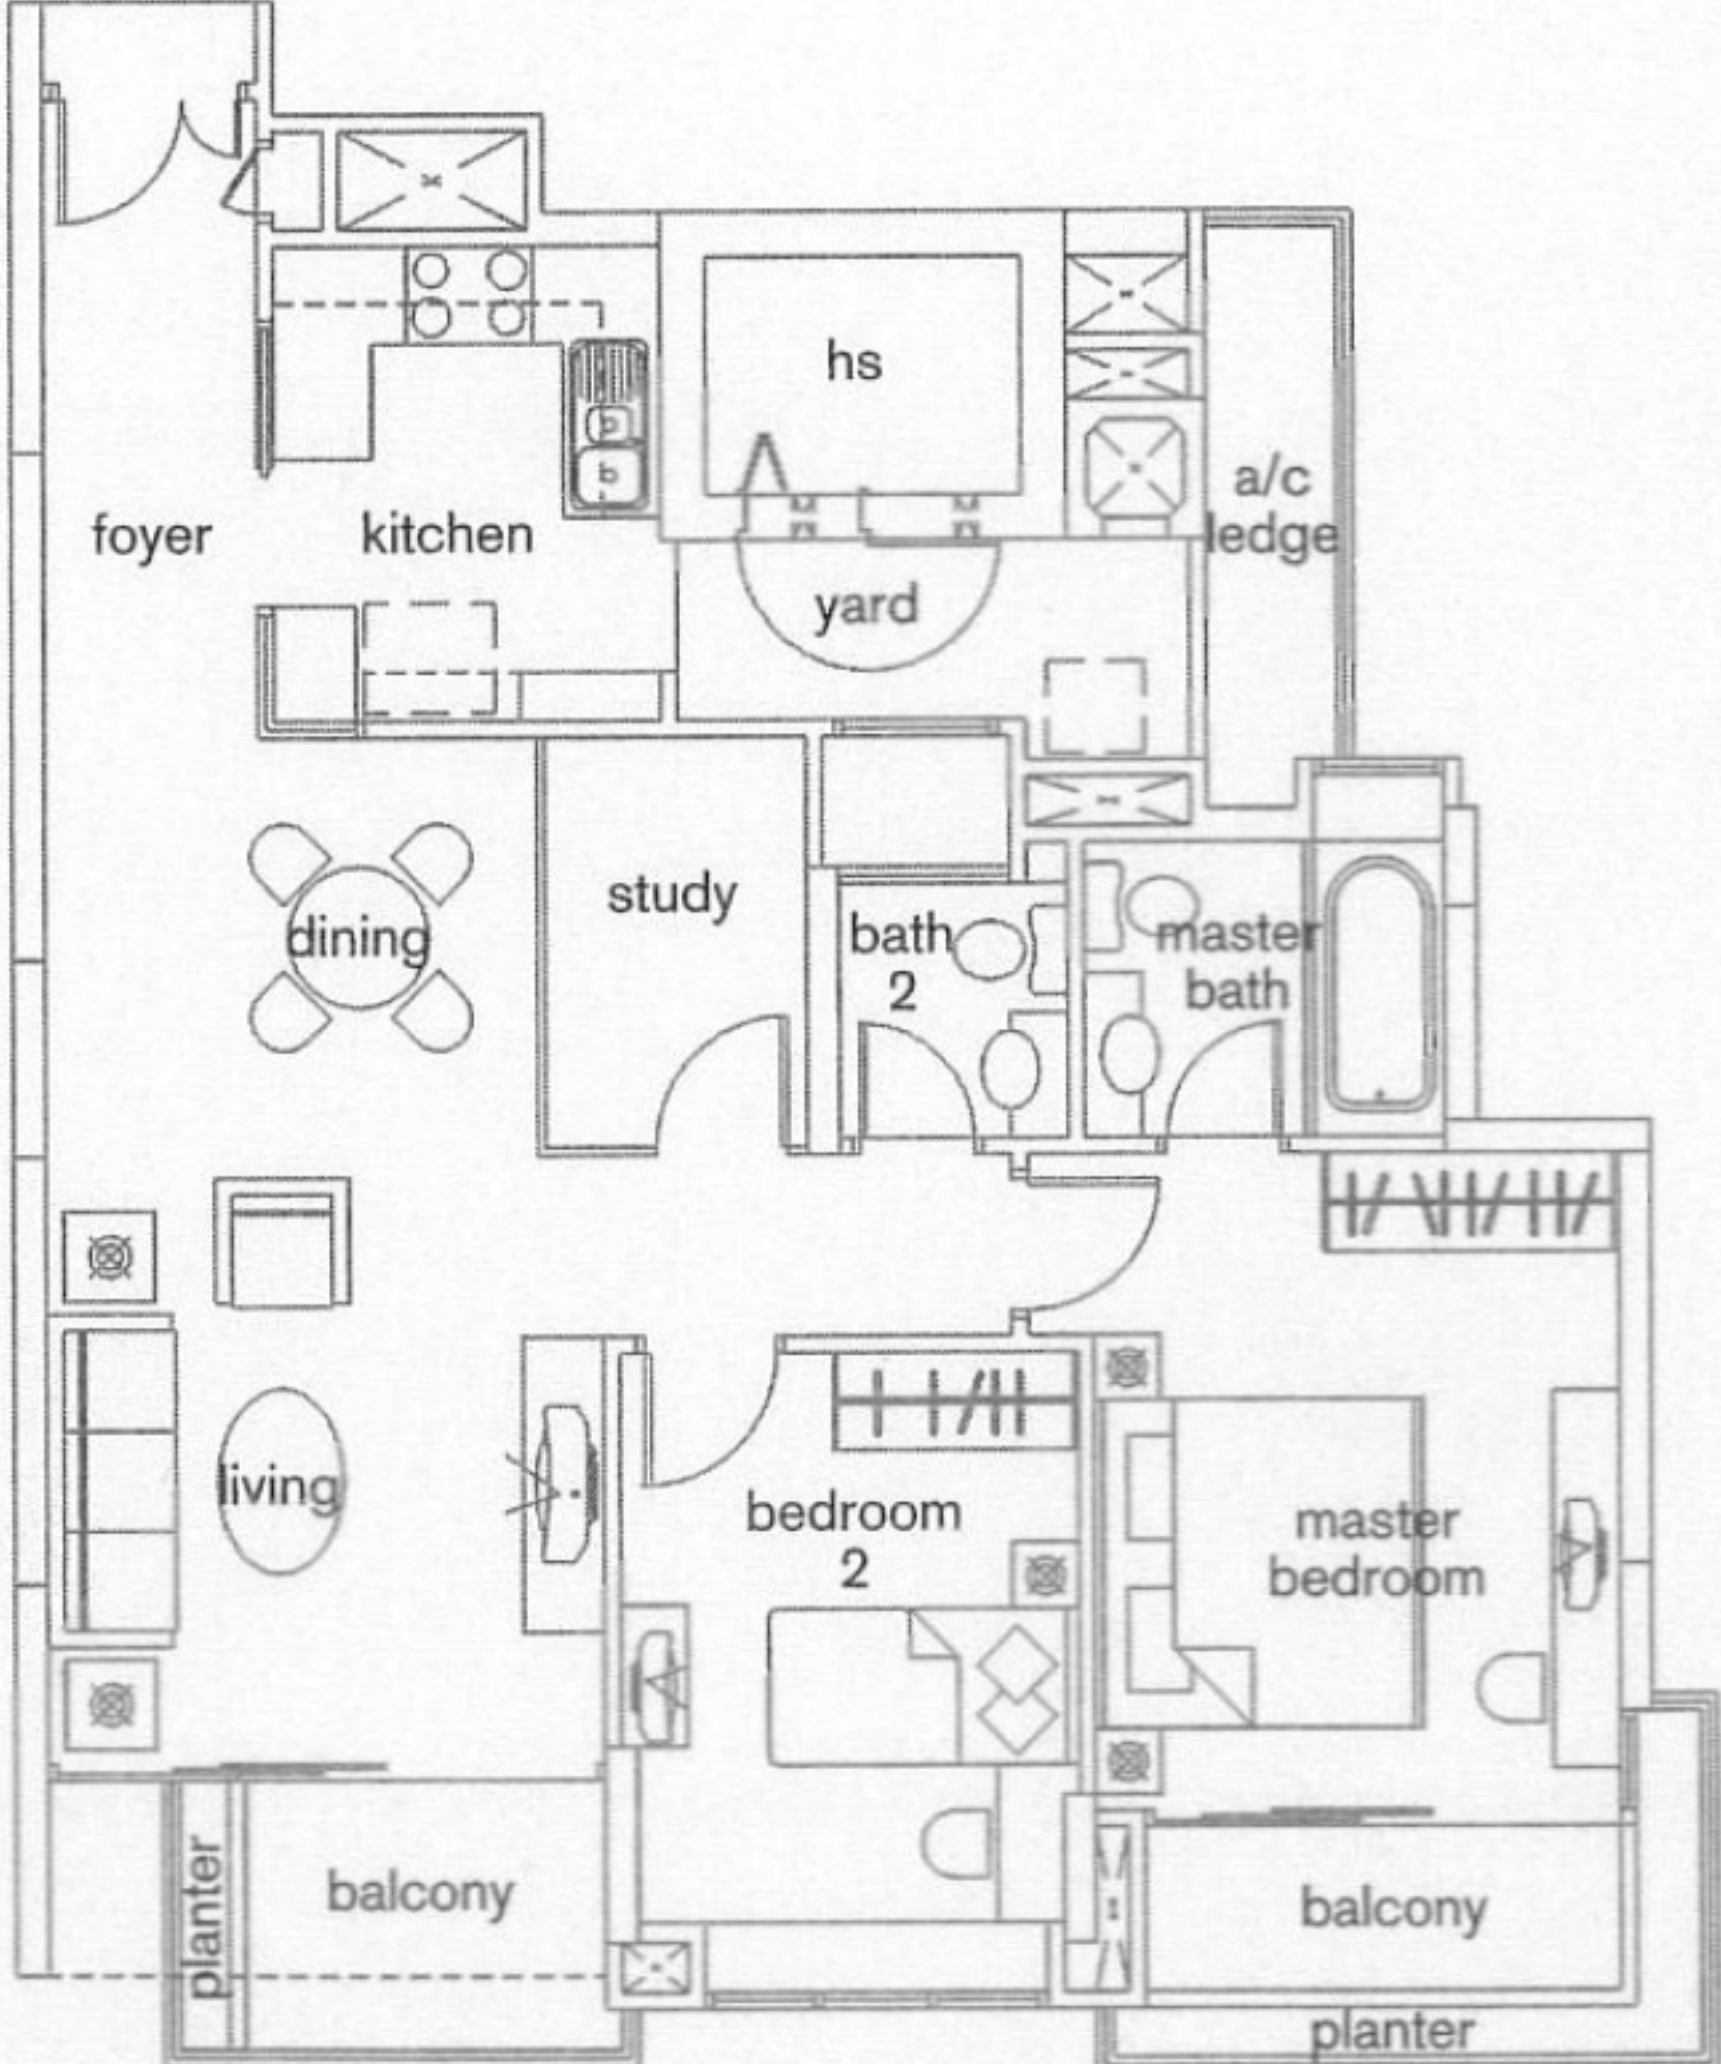 hs
a/c
ledge
foyer
kitchen
yard
study
dining
bath
2
master
bath
living
bedroom
2
master
bedroom
planter
balcony
balcony
planter